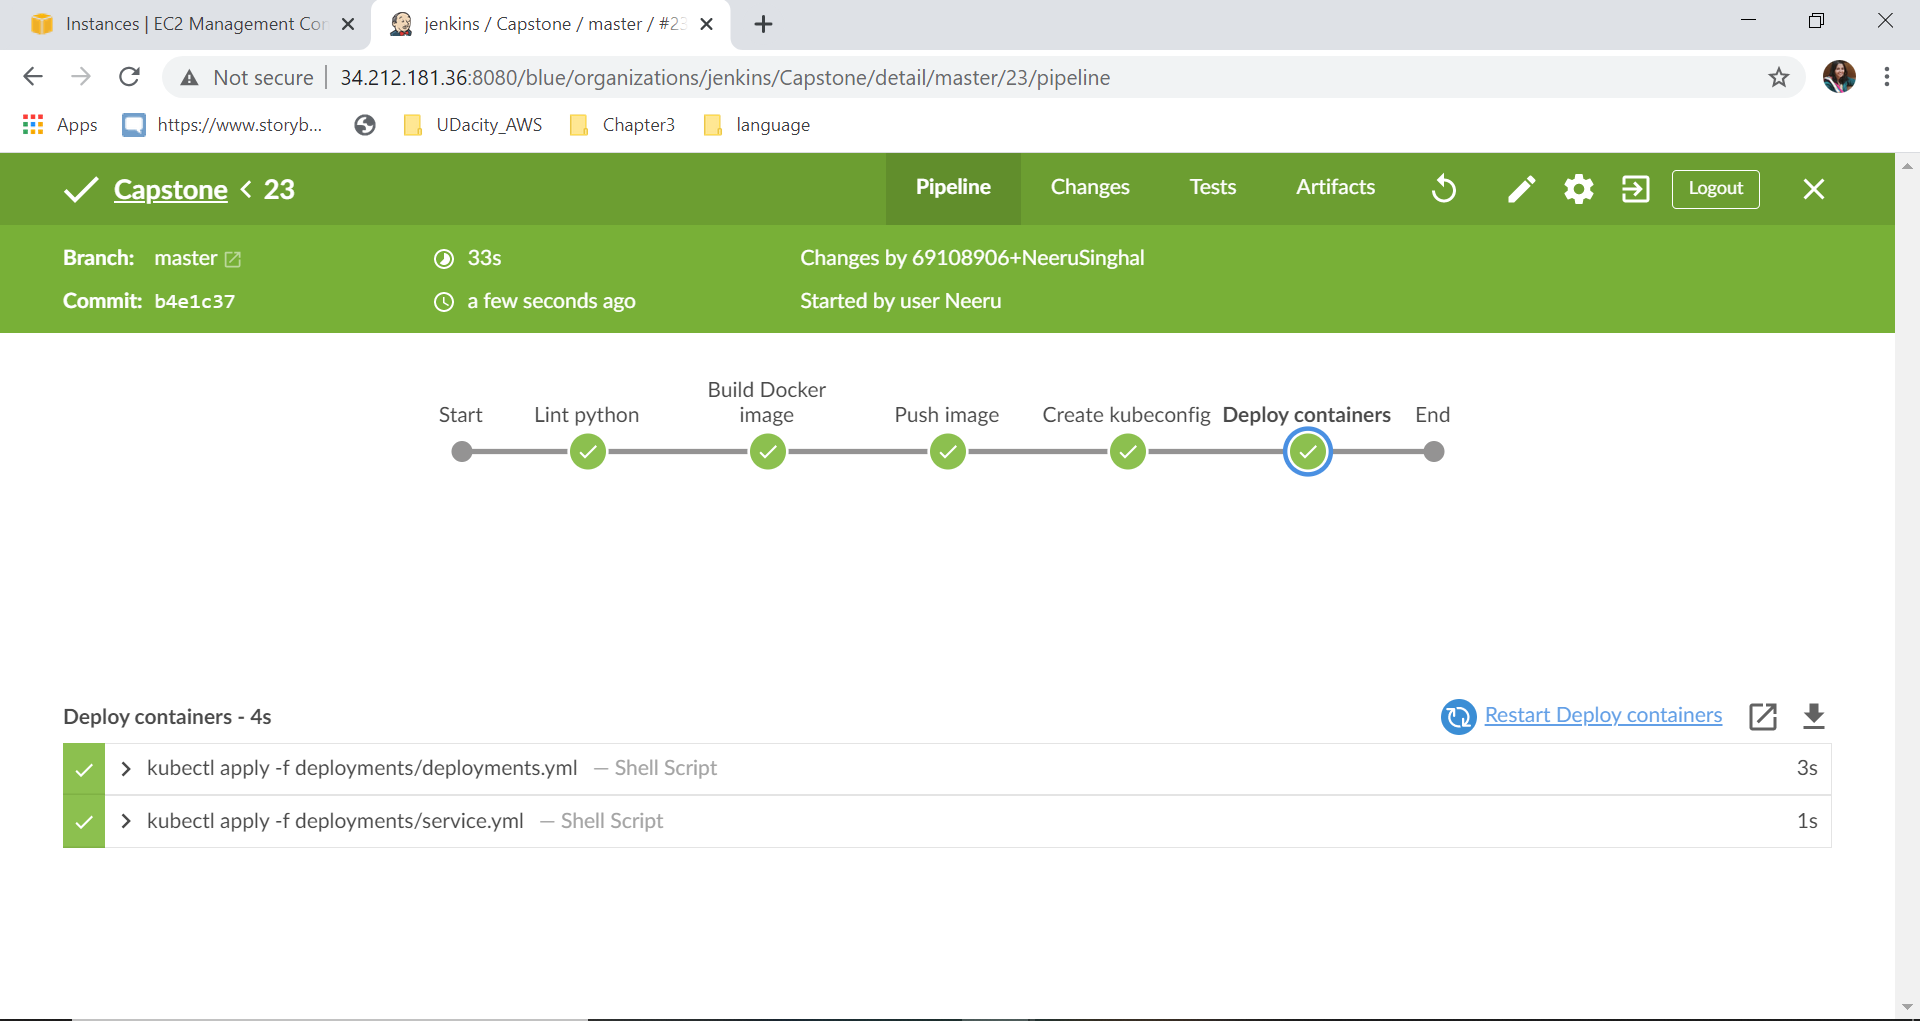 Instances | EC2 Management Con
jenkins / Capstone / master / #23
Not secure 34.212.181.36:8080/blue/organizations/jenkins/Capstone/detail/master/23/pipeline
Apps https://www.storyb... UDacity_AWS Chapter3 language
Capstone < 23 Pipeline Changes Tests Artifacts Logout
Branch: master 33s Changes by 69108906+NeeruSinghal
Commit: b4e1c37 a few seconds ago Started by user Neeru
Start Lint python Build Docker image Push image Create kubeconfig Deploy containers End
Deploy containers - 4s Restart Deploy containers
kubectl apply -f deployments/deployments.yml — Shell Script 3s
kubectl apply -f deployments/service.yml — Shell Script 1s